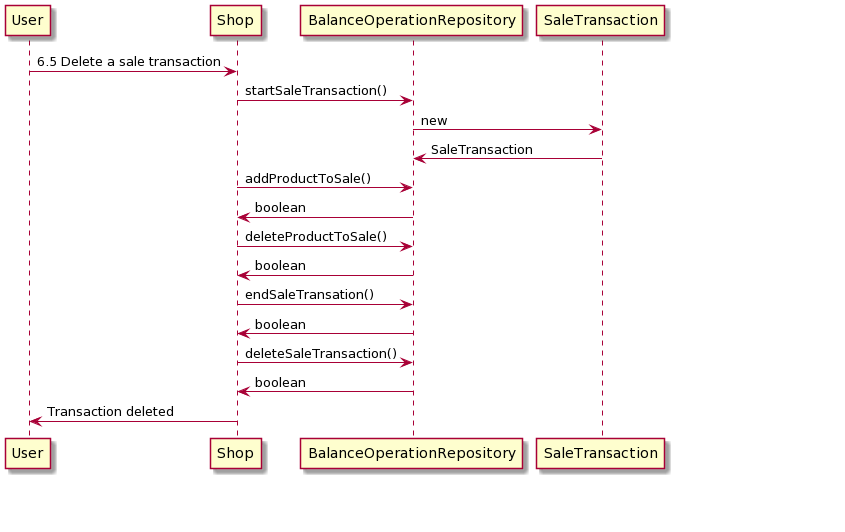 User Shop BalanceOperationRepository SaleTransaction
6.5 Delete a sale transaction
startSaleTransaction()
new
SaleTransaction
addProductToSale()
boolean
deleteProductToSale()
boolean
endSaleTransation()
boolean
deleteSaleTransaction()
boolean
Transaction deleted
User Shop BalanceOperationRepository SaleTransaction